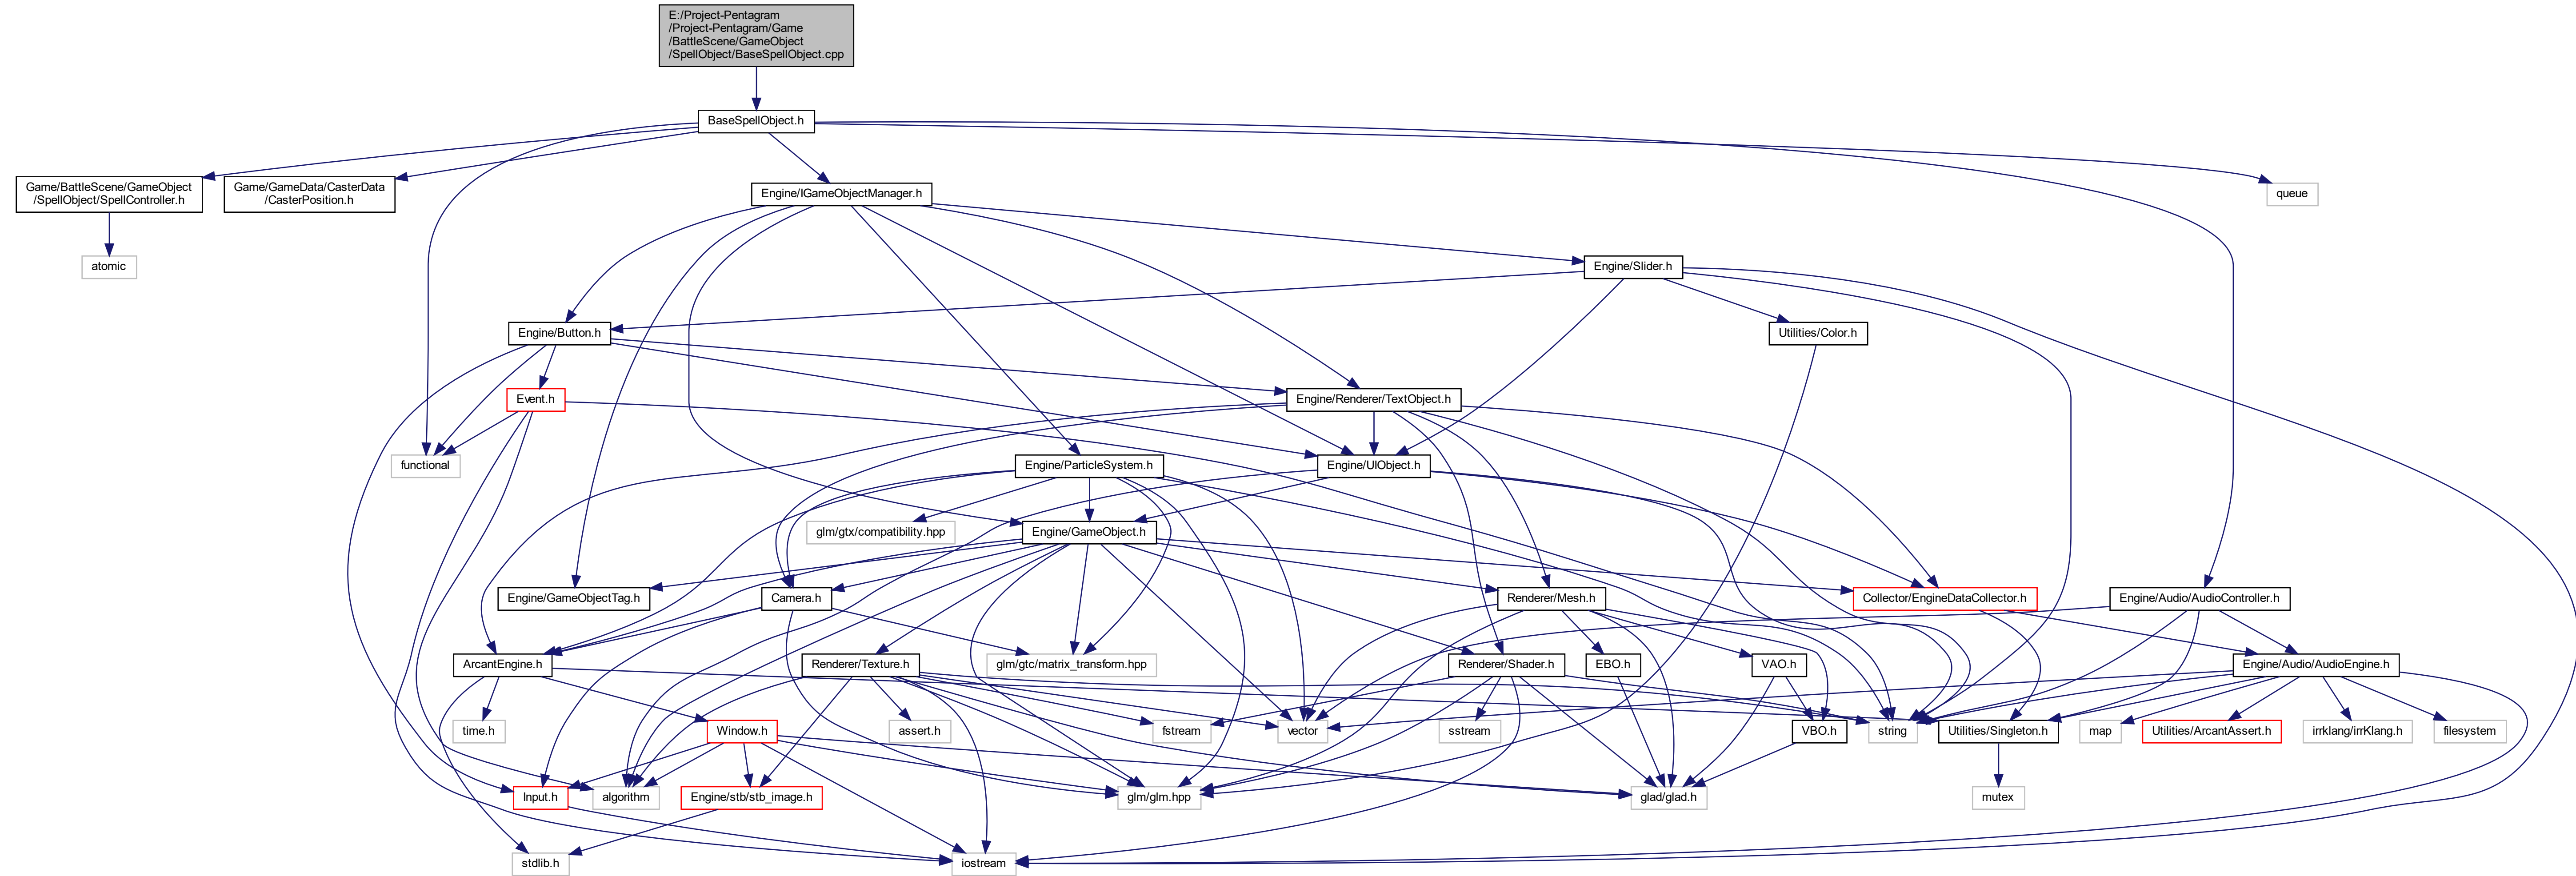 E:/Project-Pentagram
/Project-Pentagram/Game
/BattleScene/GameObject
/SpellObject/BaseSpellObject.cpp
BaseSpellObject.h
Game/BattleScene/GameObject
/SpellObject/SpellController.h
Game/GameData/CasterData
/CasterPosition.h
Engine/IGameObjectManager.h
queue
atomic
Engine/Slider.h
Engine/Button.h
Utilities/Color.h
Event.h
Engine/Renderer/TextObject.h
functional
Engine/ParticleSystem.h
Engine/UIObject.h
glm/gtx/compatibility.hpp
Engine/GameObject.h
Engine/GameObjectTag.h
Camera.h
Renderer/Mesh.h
Collector/EngineDataCollector.h
Engine/Audio/AudioController.h
ArcantEngine.h
Renderer/Texture.h
glm/gtc/matrix_transform.hpp
Renderer/Shader.h
EBO.h
VAO.h
Engine/Audio/AudioEngine.h
time.h
Window.h
assert.h
fstream
vector
sstream
VBO.h
string
Utilities/Singleton.h
map
Utilities/ArcantAssert.h
irrklang/irrKlang.h
filesystem
Input.h
algorithm
Engine/stb/stb_image.h
glm/glm.hpp
glad/glad.h
mutex
stdlib.h
iostream